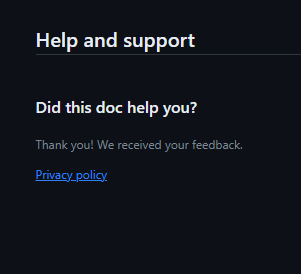 Help and support
Did this doc help you?
Thank you! We received your feedback.
Privacy policy